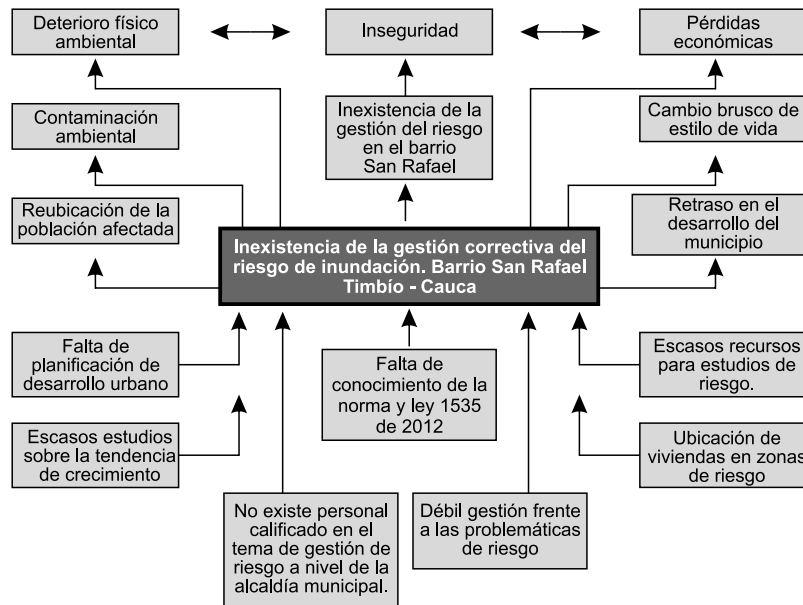 Deterioro físico
ambiental
Inseguridad
Pérdidas
económicas
Contaminación
ambiental
Inexistencia de la
gestión del riesgo
en el barrio
San Rafael
Cambio brusco de
estilo de vida
Reubicación de la
población afectada
Retraso en el
desarrollo del
municipio
Inexistencia de la gestión correctiva del
riesgo de inundación. Barrio San Rafael
Timbío - Cauca
Falta de
planificación de
desarrollo urbano
Falta de
conocimiento de la
norma y ley 1535
de 2012
Escasos recursos
para estudios de
riesgo.
Escasos estudios
sobre la tendencia
de crecimiento
Ubicación de
viviendas en zonas
de riesgo
No existe personal
calificado en el
tema de gestión de
riesgo a nivel de la
alcaldía municipal.
Débil gestión frente
a las problemáticas
de riesgo